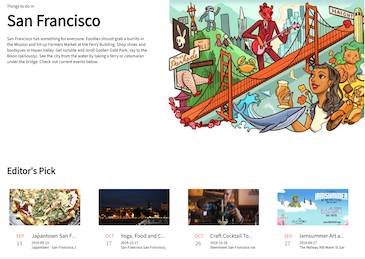 Things to do in
San Francisco
San Francisco has something for everyone. Foodies should grab a burrito in
the Mission and hit up Farmers Market at the Ferry Building. Shop shoes and
boutiques in Hayes Valley. Get outside and stroll Golden Gate Park, say to the
Bison (seriously). See the city from the water by taking a ferry or catamaran
under the bridge. Check out current events below.
HAIGHT
Editor's Pick
SEP
13
Japantown San F...
2019-09-13
Japantown - San Francisco, (
OCT
17
Yoga, Food and C...
2019-10-17
San Francisco San Francisco,
OCT
26
Craft Cocktail To...
2019-10-26
Downtown San Francisco
SEP
27
Iamsummer Art a...
2019-09-27
The Midway 900 Marin St San